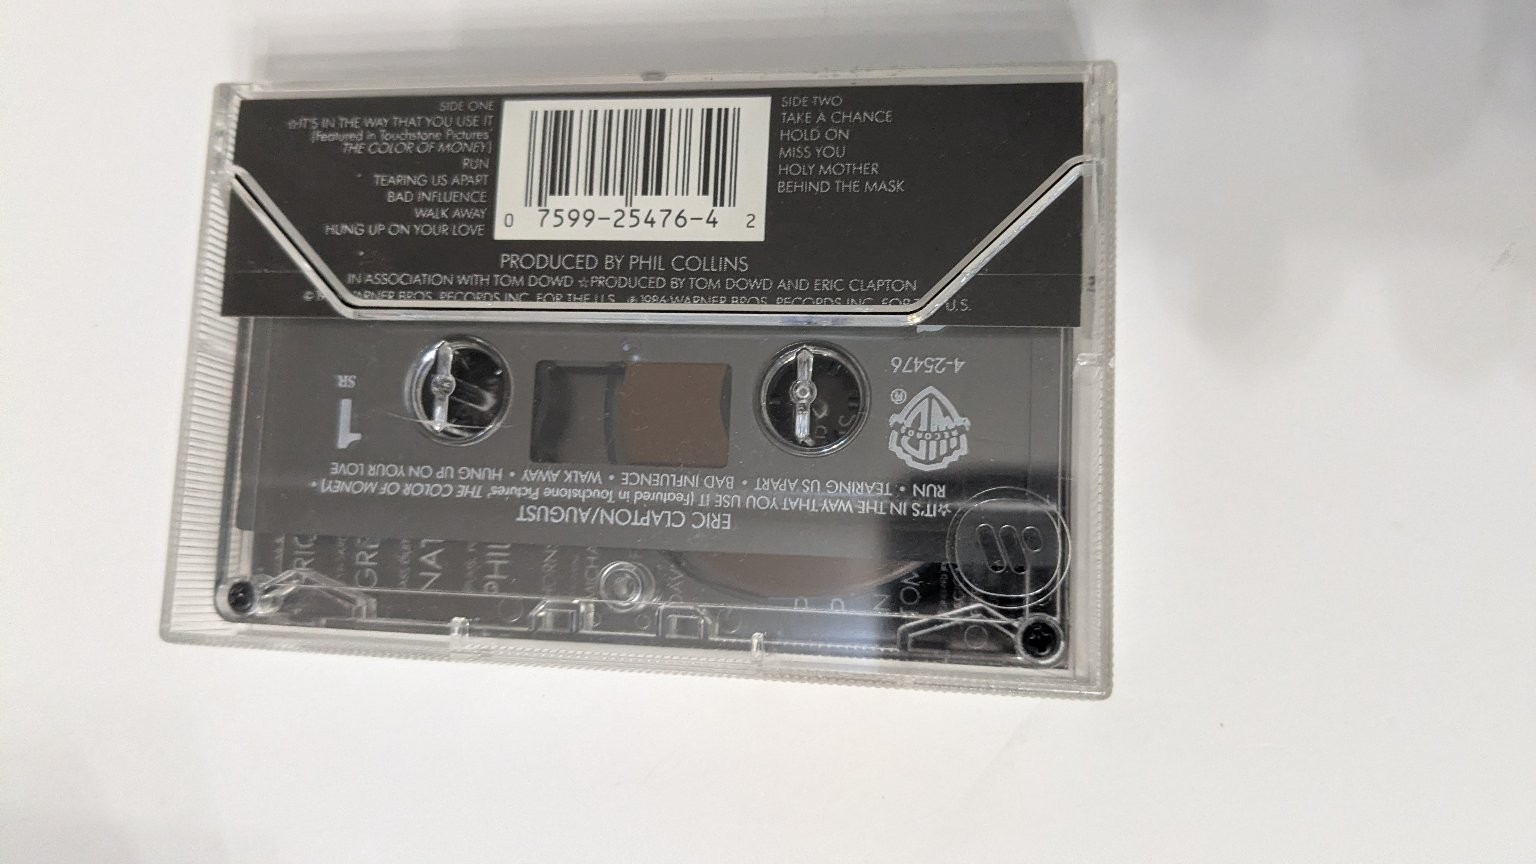 SIDE ONE
☆IT'S IN THE WAY THAT YOU USE IT
[Featured in Touchstone Pictures'
THE COLOR OF MONEY]
RUN
TEARING US APART
BAD INFLUENCE
WALK AWAY
HUNG UP ON YOUR LOVE
0 7599-25476-4 2
SIDE TWO
TAKE A CHANCE
HOLD ON
MISS YOU
HOLY MOTHER
BEHIND THE MASK
PRODUCED BY PHIL COLLINS
IN ASSOCIATION WITH TOM DOWD ☆PRODUCED BY TOM DOWD AND ERIC CLAPTON
WARNER BROS. RECORDS INC. FOR THE U.S. ℗ 1986 WARNER BROS. RECORDS INC. FOR U.S.
ERIC CLAPTON/AUGUST
☆IT'S IN THE WAY THAT YOU USE IT (Featured in Touchstone Pictures' THE COLOR OF MONEY) •
RUN • TEARING US APART • BAD INFLUENCE • WALK AWAY • HUNG UP ON YOUR LOVE
RECORDS
®
1
SR
4-25476